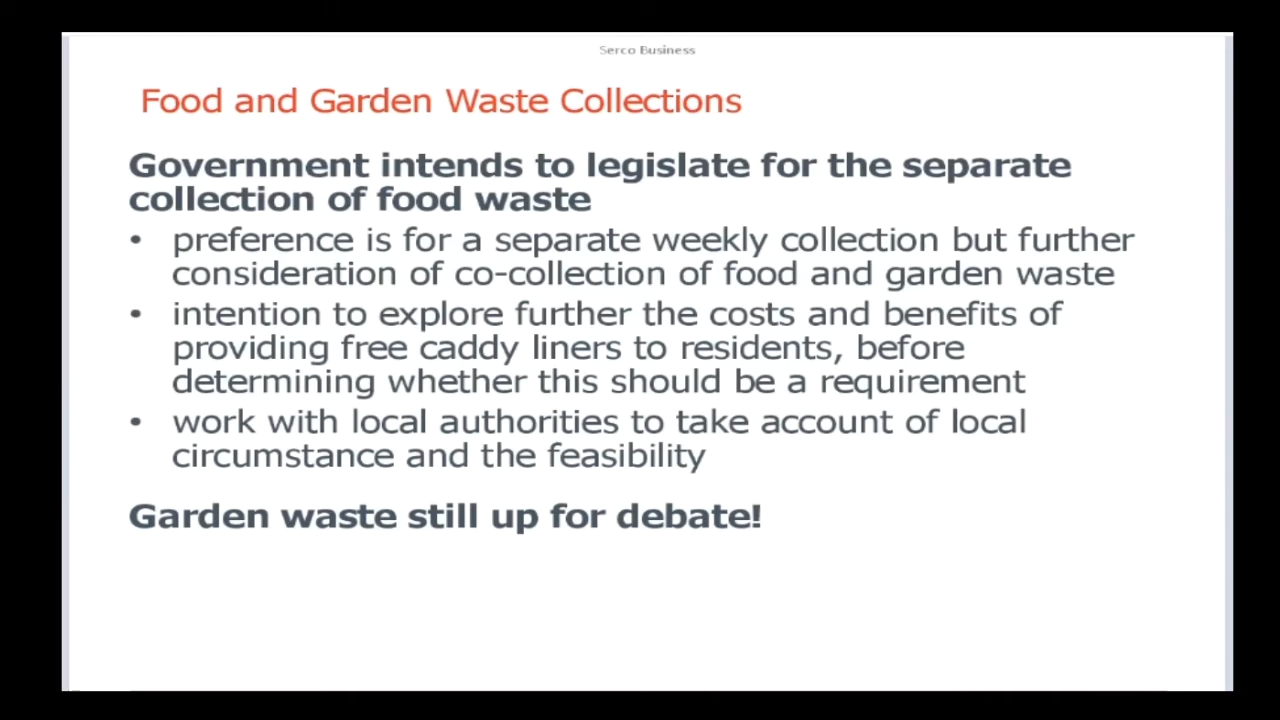 Serco Business
Food and Garden Waste Collections
Government intends to legislate for the separate
collection of food waste
• preference is for a separate weekly collection but further
consideration of co-collection of food and garden waste
• intention to explore further the costs and benefits of
providing free caddy liners to residents, before
determining whether this should be a requirement
• work with local authorities to take account of local
circumstance and the feasibility
Garden waste still up for debate!